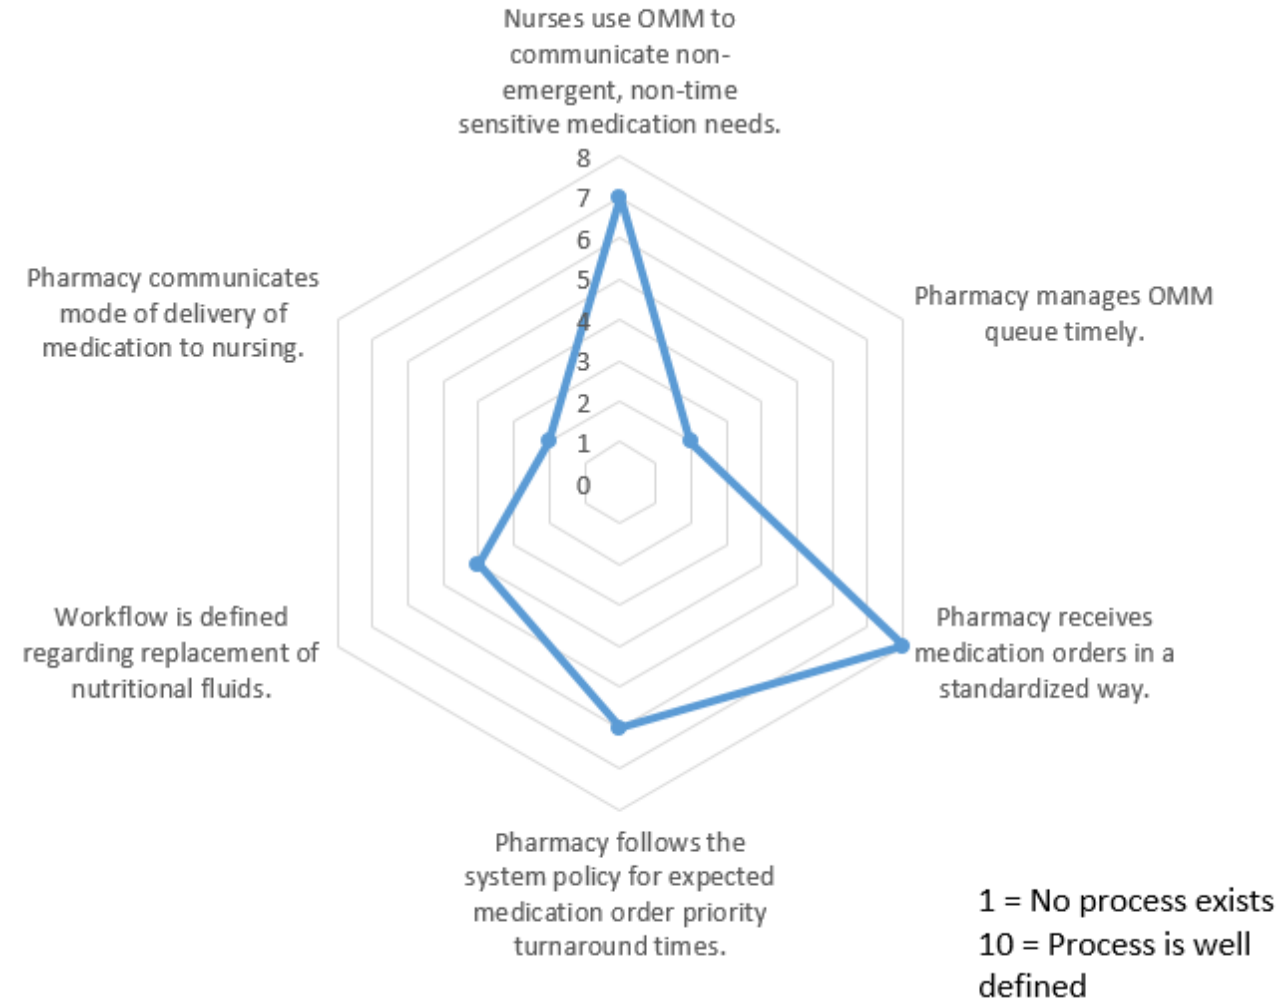 Nurses use OMM to
communicate non-
emergent, non-time
sensitive medication needs.
8
7
6
5
4
3
2
1
0
Pharmacy manages OMM
queue timely.
Pharmacy receives
medication orders in a
standardized way.
Pharmacy follows the
system policy for expected
medication order priority
turnaround times.
Workflow is defined
regarding replacement of
nutritional fluids.
Pharmacy communicates
mode of delivery of
medication to nursing.
1 = No process exists
10 = Process is well
defined